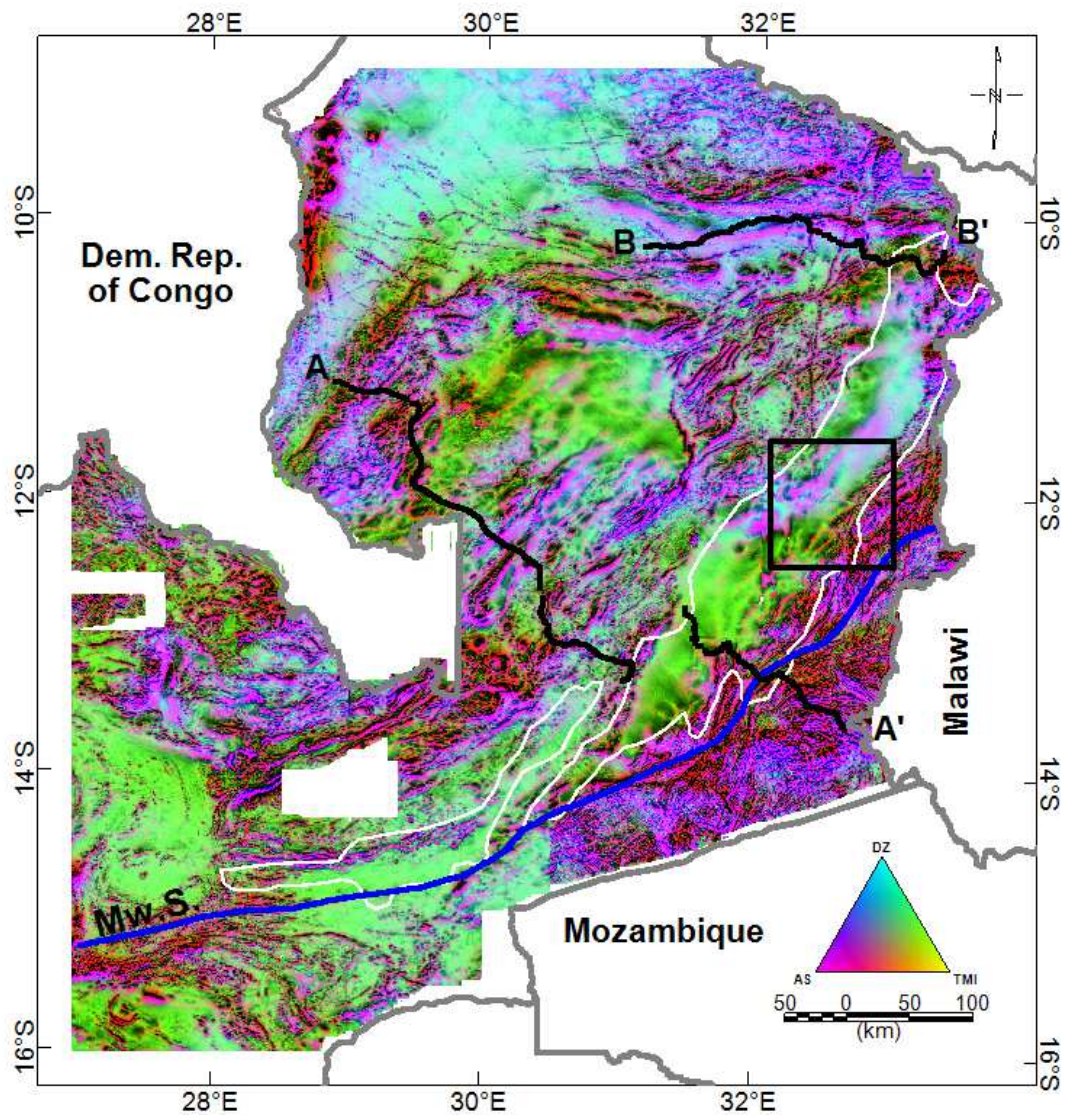 28°E 30°E 32°E
N
10°S 10°S
B B'
Dem. Rep.
of Congo
A
12°S 12°S
Malawi
A'
14°S 14°S
DZ
Mw.S.
Mozambique
AS TMI
50 0 50 100
(km)
16°S 16°S
28°E 30°E 32°E